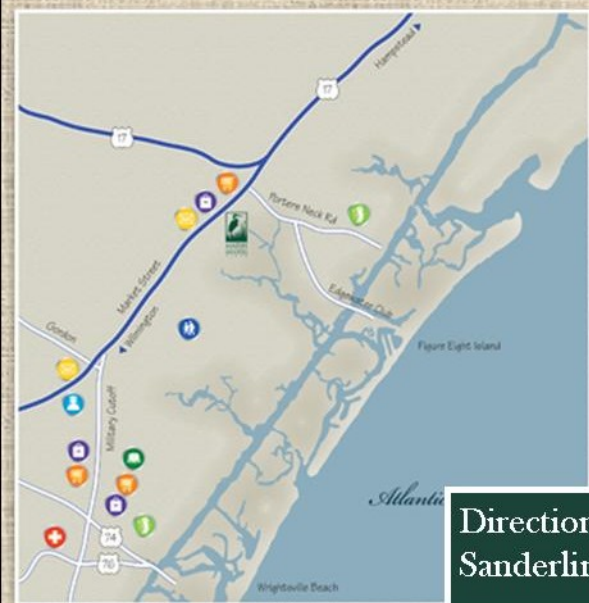 Hampstead
17
17
Porters Neck Rd
Market Street
Wilmington
Edgewater Club
Gordon
Figure Eight Island
Military Cutoff
Atlantic
74
76
Wrightsville Beach
Direction
Sanderlin